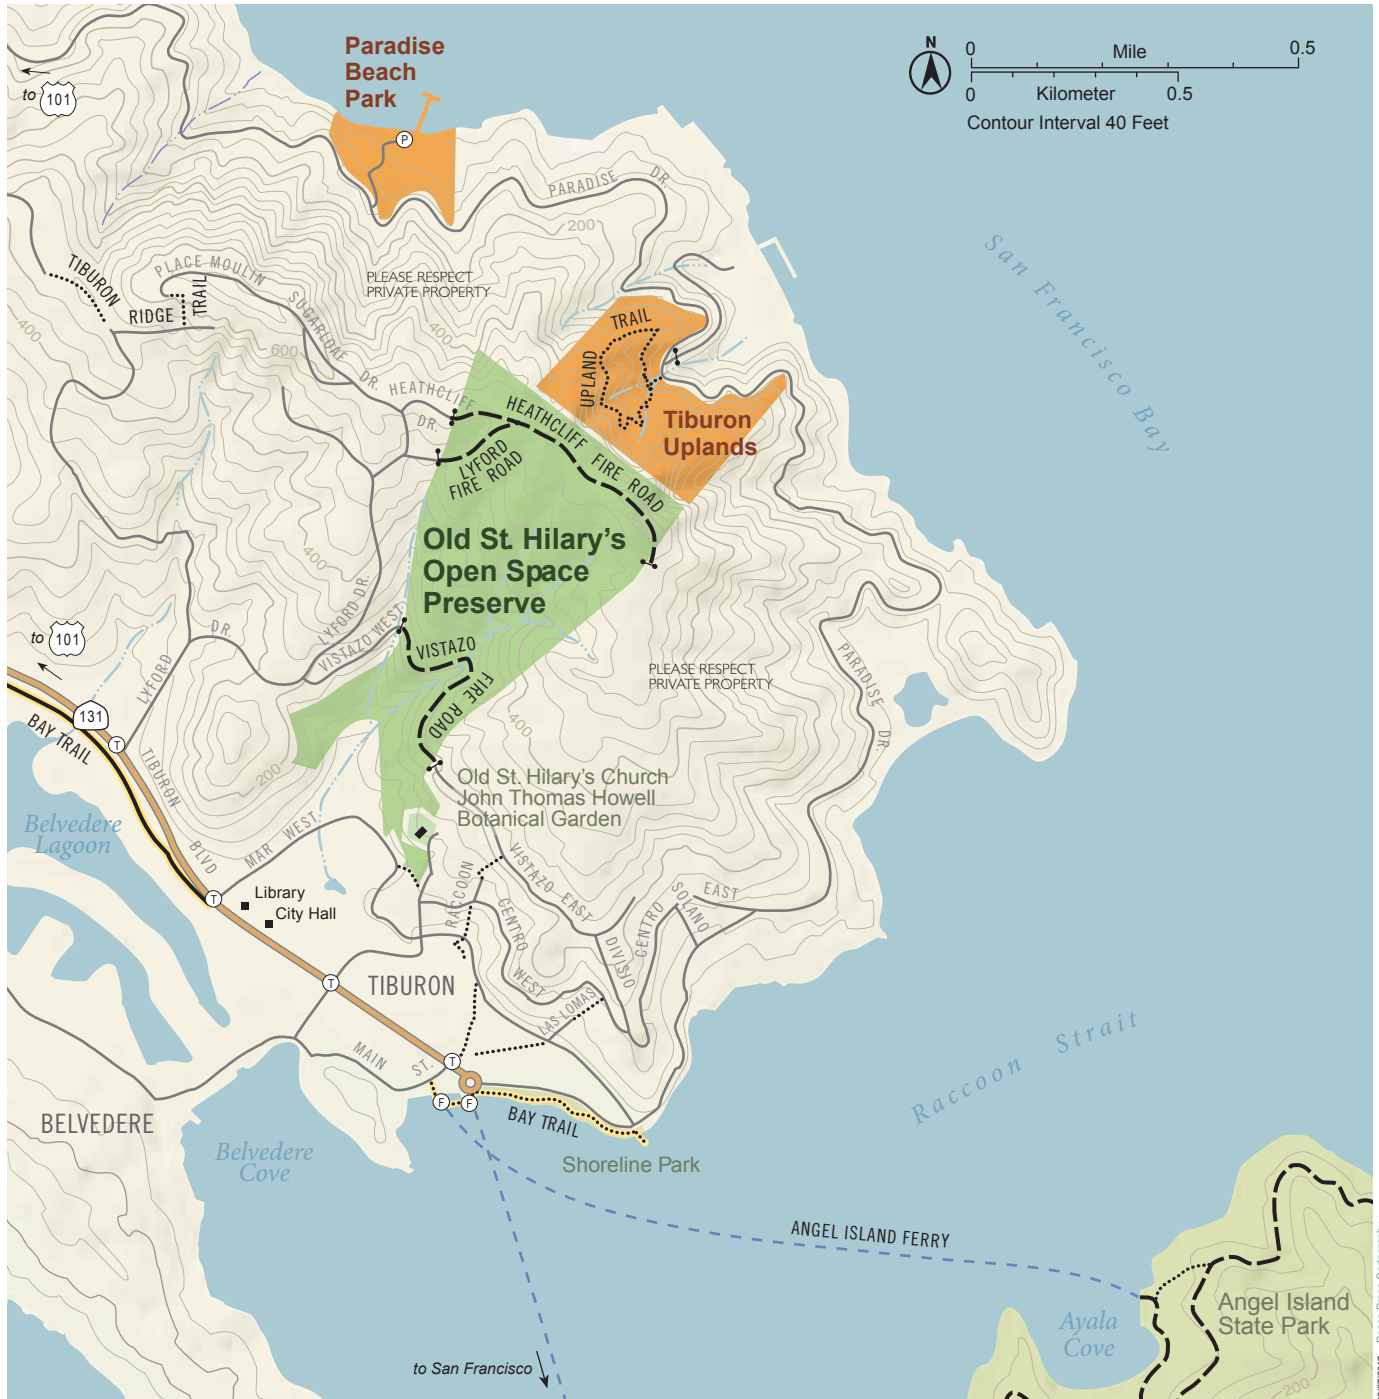 Paradise
Beach
Park
N
0
Mile
0.5
0
Kilometer
0.5
Contour Interval 40 Feet
to 101
P
PARADISE DR.
200
San Francisco Bay
PLEASE RESPECT
PRIVATE PROPERTY
TIBURON
RIDGE
TRAIL
PLACE MOULIN
SUGARLOAF
DR.
400
600
400
HEATHCLIFF
DR.
UPLAND
TRAIL
Tiburon
Uplands
HEATHCLIFF FIRE ROAD
LYFORD
FIRE ROAD
Old St. Hilary's
Open Space
Preserve
400
LYFORD DR.
VISTAZO WEST
VISTAZO
FIRE ROAD
to 101
DR.
LYFORD
131
T
BAY TRAIL
TIBURON
BLVD
200
400
PLEASE RESPECT
PRIVATE PROPERTY
PARADISE
DR.
Old St. Hilary's Church
John Thomas Howell
Botanical Garden
Belvedere
Lagoon
MAR WEST
T
Library
City Hall
RACCOON
VISTAZO EAST
CENTRO
WEST
DIVISIO
CENTRO
SOLANO
EAST
T
TIBURON
LAS LOMAS
MAIN
ST.
T
F
F
BAY TRAIL
Shoreline Park
Raccoon Strait
BELVEDERE
Belvedere
Cove
ANGEL ISLAND FERRY
Ayala
Cove
Angel Island
State Park
200
to San Francisco